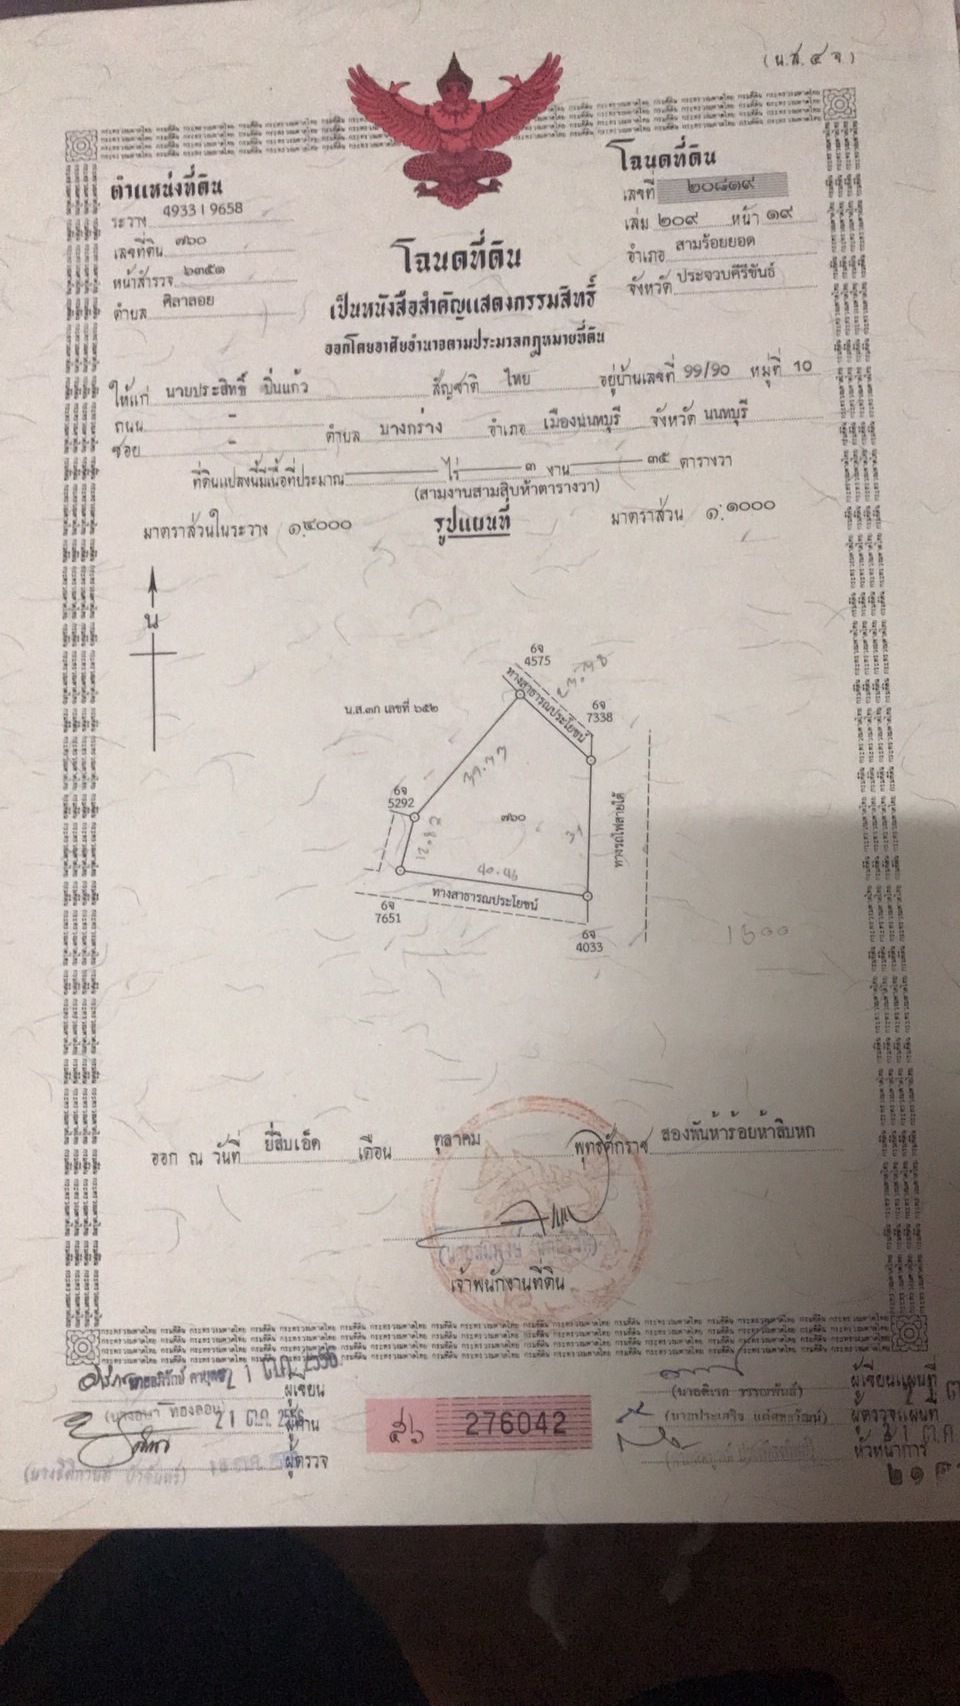 (น.ส.๔ จ)
ตำแหน่งที่ดิน
ระวาง 4933 I 9658
เลขที่ดิน ๗๖๐
หน้าสำรวจ ๖๓๕๑
ตำบล ศิลาลอย
โฉนดที่ดิน
เลขที่ ๒๐๘๑๙
เล่ม ๒๐๙ หน้า ๑๙
อำเภอ สามร้อยยอด
จังหวัด ประจวบคีรีขันธ์
โฉนดที่ดิน
เป็นหนังสือสำคัญแสดงกรรมสิทธิ์
ออกโดยอาศัยอำนาจตามประมวลกฎหมายที่ดิน
ให้แก่ นายประสิทธิ์ ปิ่นแก้ว สัญชาติ ไทย อยู่บ้านเลขที่ 99/90 หมู่ที่ 10
ถนน -
ซอย - ตำบล บางกร่าง อำเภอ เมืองนนทบุรี จังหวัด นนทบุรี
ที่ดินแปลงนี้มีเนื้อที่ประมาณ — ไร่ — ๓ งาน — ๓๕ ตารางวา
(สามงานสามสิบห้าตารางวา)
มาตราส่วนในระวาง ๑:๔๐๐๐ รูปแผนที่ มาตราส่วน ๑:๑๐๐๐
น
6จ
4575
ทางสาธารณประโยชน์
น.ส.๓ก เลขที่ ๖๕๒
6จ
7338
39.33
6จ
5292
๗๖๐
ทางรถไฟสายใต้
12.82
37
40.46
ทางสาธารณประโยชน์
6จ
7651
6จ
4033
1500
ออก ณ วันที่ ยี่สิบเอ็ด เดือน ตุลาคม พุทธศักราช สองพันห้าร้อยห้าสิบหก
เจ้าพนักงานที่ดิน
21 ต.ค. 2556 ผู้เขียน
21 ต.ค. 2556 ผู้ทาน
ผู้ตรวจ
276042
ผู้เขียนแผนที่
ผู้ตรวจแผนที่
หัวหน้าการ